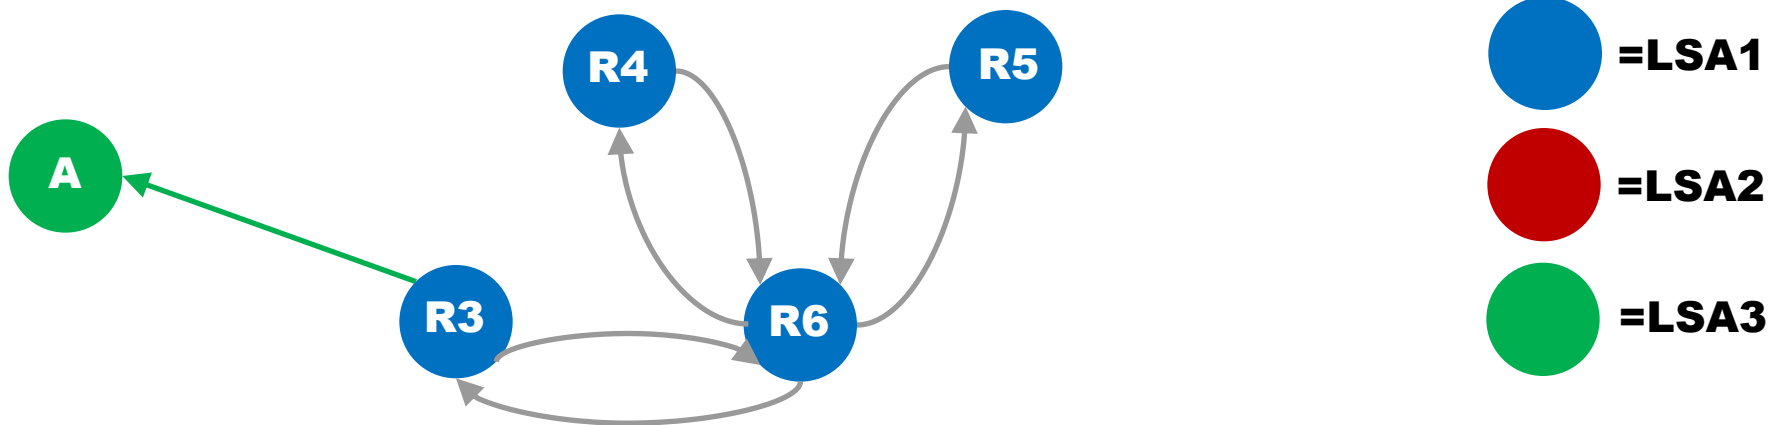 R4
R5
A
R3
R6
=LSA1
=LSA2
=LSA3